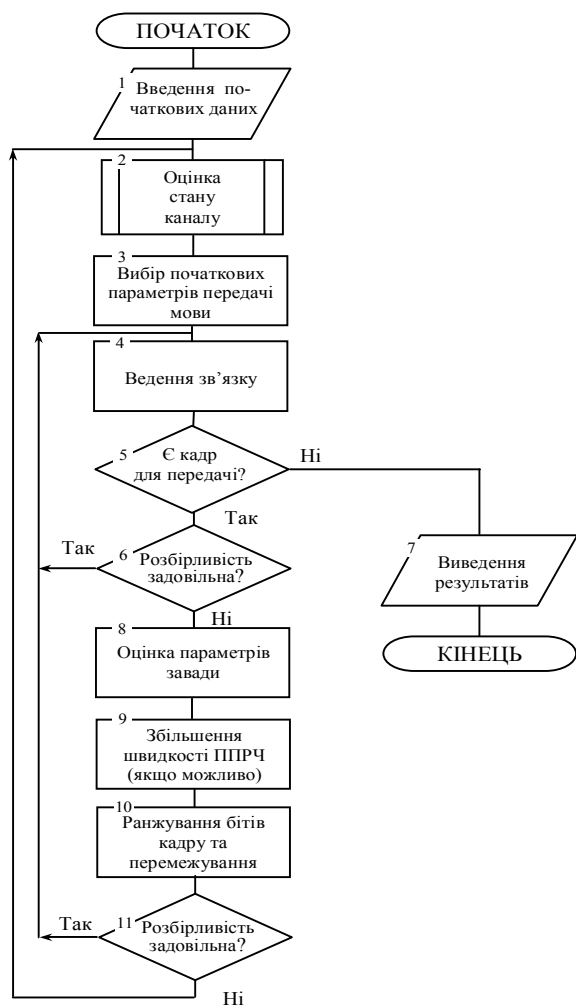 ПОЧАТОК
1
Введення по-
чаткових даних
2
Оцінка
стану
каналу
3
Вибір початкових
параметрів передачі
мови
4
Ведення зв’язку
5
Є кадр
для передачі?
Ні
Так
6
Розбірливість
задовільна?
Так
Ні
7
Виведення
результатів
КІНЕЦЬ
8
Оцінка параметрів
завади
9
Збільшення
швидкості ППРЧ
(якщо можливо)
10
Ранжування бітів
кадру та
перемежування
11
Розбірливість
задовільна?
Так
Ні